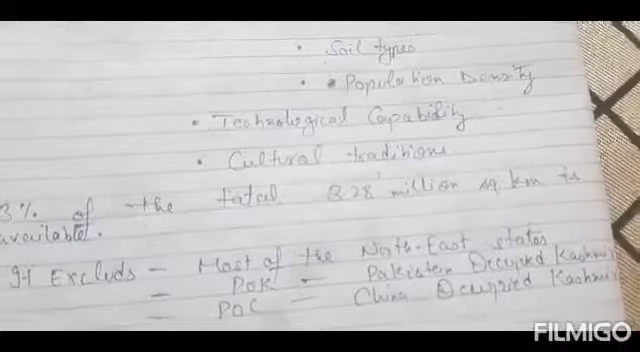 • Soil types
• Population Density
• Technological Capability
• Cultural traditions
3% of the total 3.28 million sq km is
available.
It Excluds - Most of the North-East states
- POK - Pakistan Occupied Kashmir
- POC - China Occupied Kashmir
FILMIGO